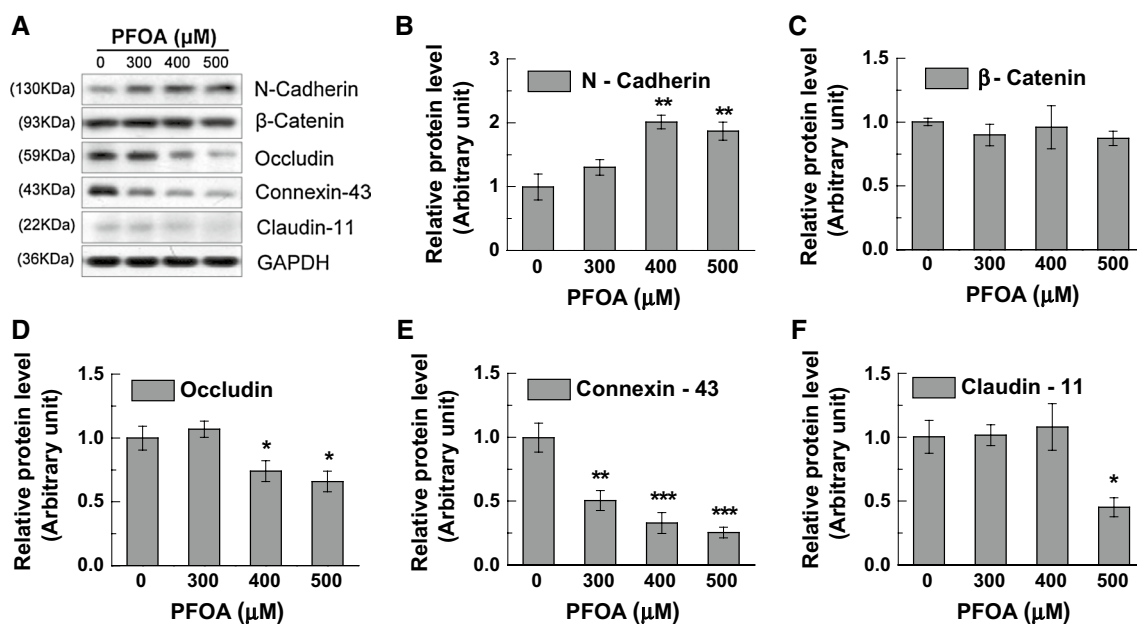 A
PFOA (μM)
0 300 400 500
(130KDa) N-Cadherin
(93KDa) β-Catenin
(59KDa) Occludin
(43KDa) Connexin-43
(22KDa) Claudin-11
(36KDa) GAPDH
B
Relative protein level
(Arbitrary unit)
3
2
1
0
N - Cadherin
** **
0 300 400 500
PFOA (μM)
C
Relative protein level
(Arbitrary unit)
1.5
1.0
0.5
0.0
β- Catenin
0 300 400 500
PFOA (μM)
D
Relative protein level
(Arbitrary unit)
1.5
1.0
0.5
0.0
Occludin
* *
0 300 400 500
PFOA (μM)
E
Relative protein level
(Arbitrary unit)
1.5
1.0
0.5
0.0
Connexin - 43
** *** ***
0 300 400 500
PFOA (μM)
F
Relative protein level
(Arbitrary unit)
1.5
1.0
0.5
0.0
Claudin - 11
*
0 300 400 500
PFOA (μM)